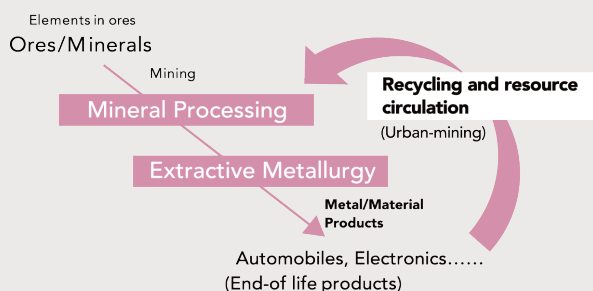 Elements in ores
Ores/Minerals
Mining
Mineral Processing
Recycling and resource
circulation
(Urban-mining)
Extractive Metallurgy
Metal/Material
Products
Automobiles, Electronics……
(End-of life products)